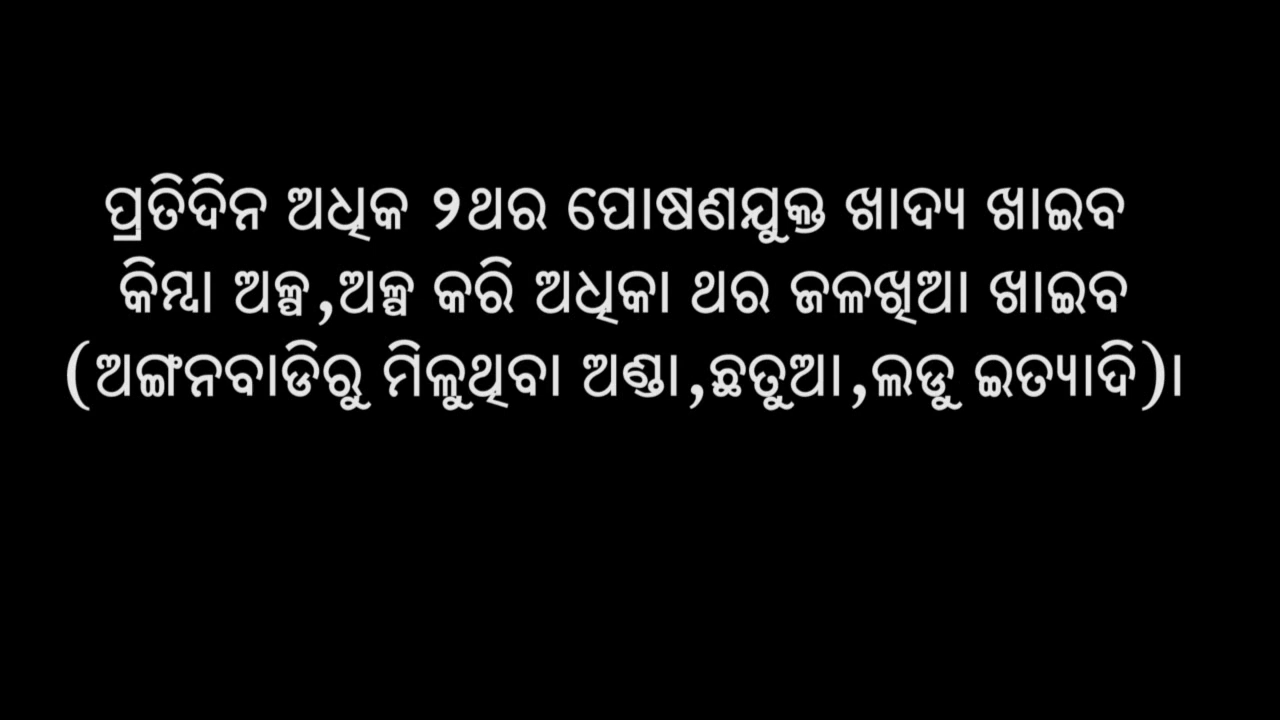 ପ୍ରତିଦିନ ଅଧିକ ୨ଥର ପୋଷଣଯୁକ୍ତ ଖାଦ୍ୟ ଖାଇବ
କିମ୍ୱା ଅଳ୍ପ,ଅଳ୍ପ କରି ଅଧିକା ଥର ଜଳଖିଆ ଖାଇବ
(ଅଙ୍ଗନବାଡିରୁ ମିଳୁଥିବା ଅଣ୍ଡା,ଛତୁଆ,ଲଡୁ ଇତ୍ୟାଦି)।